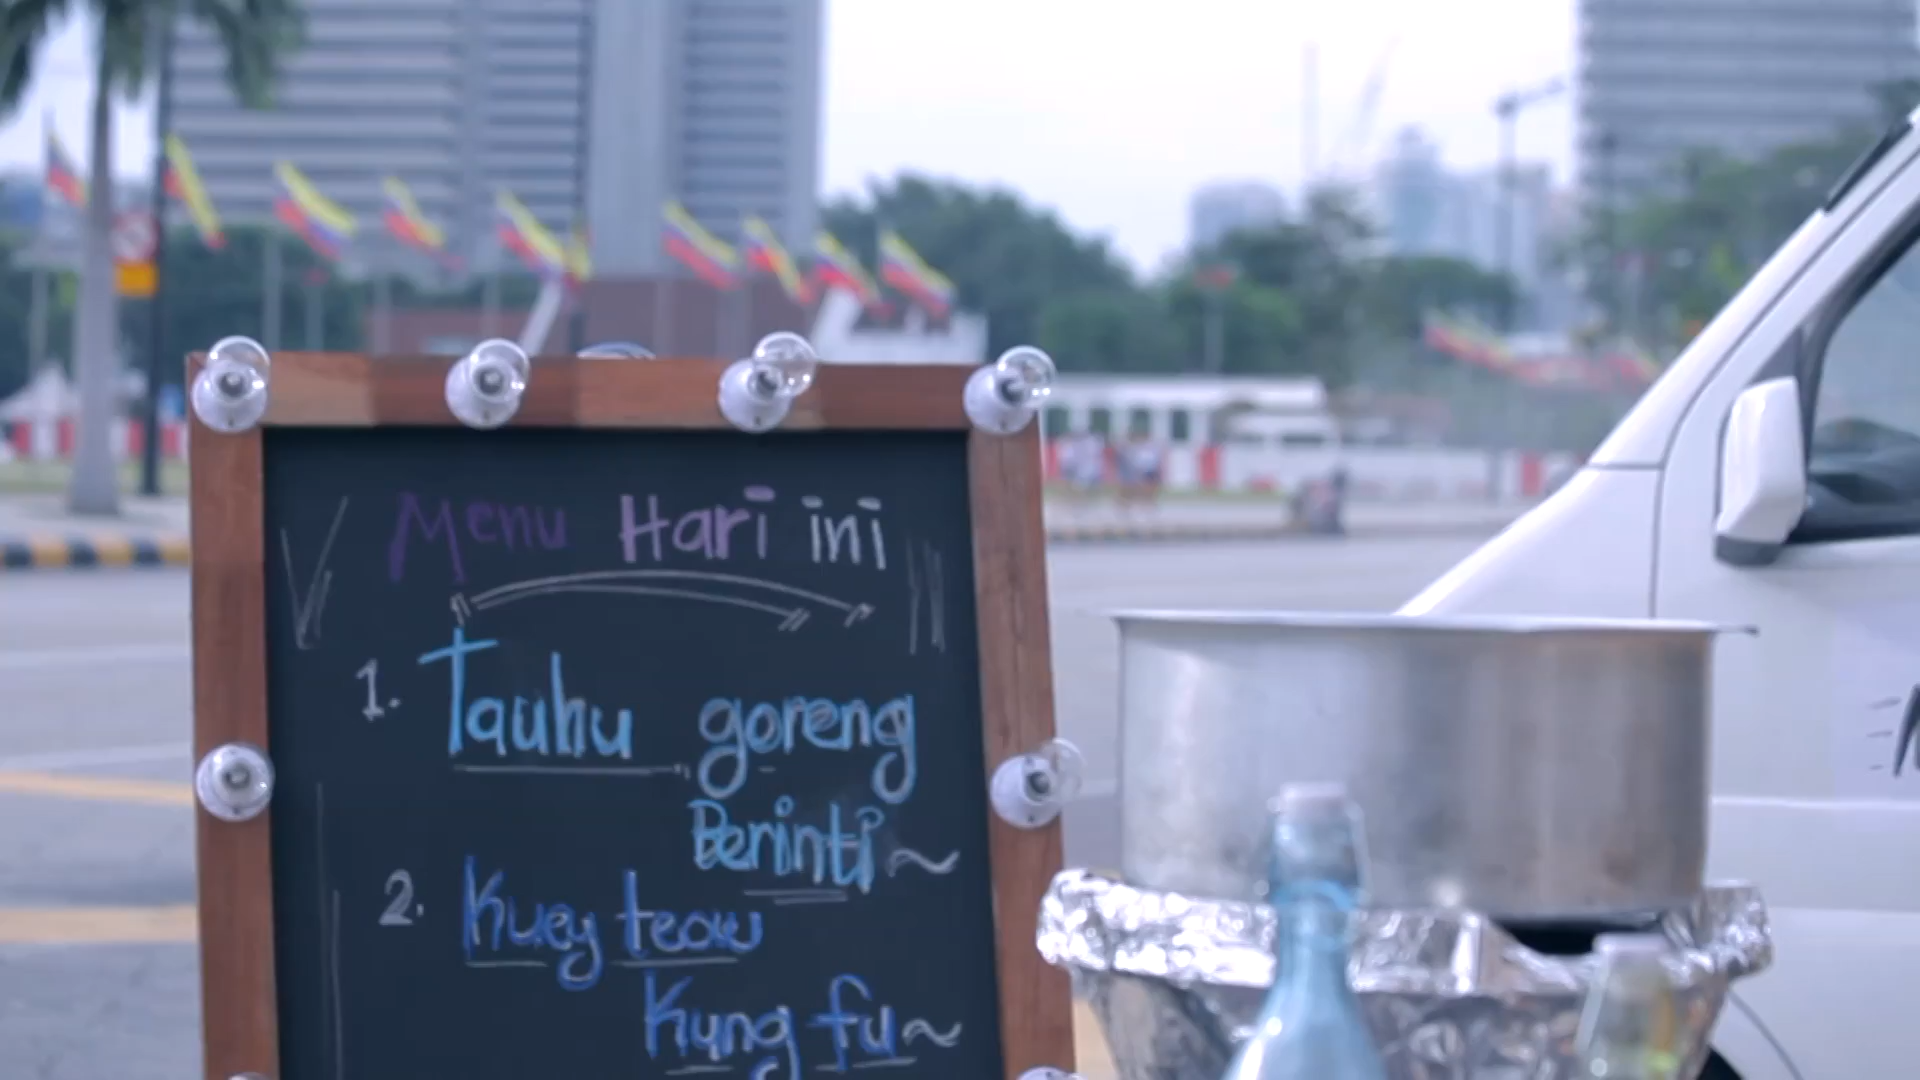 Menu Hari ini
1. Tauhu goreng
Berinti~
2. Kuey teow
Kung fu~